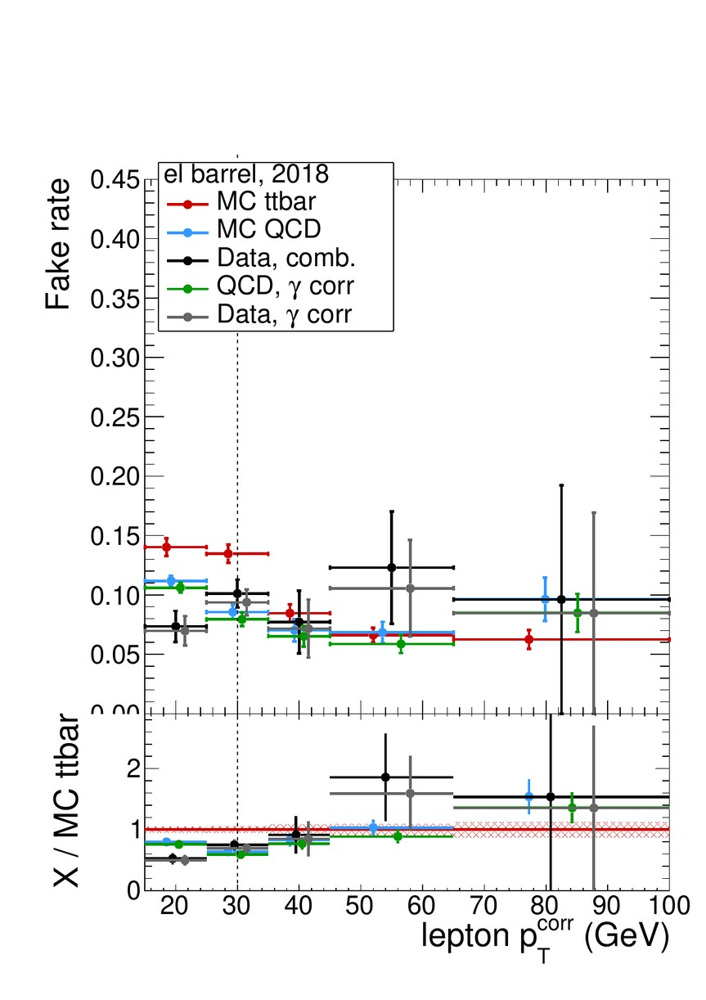 Fake rate
0.45
0.40
0.35
0.30
0.25
0.20
0.15
0.10
0.05
0.00
el barrel, 2018
MC ttbar
MC QCD
Data, comb.
QCD, γ corr
Data, γ corr
X / MC ttbar
2
1
0
20 30 40 50 60 70 80 90 100
lepton p_T^corr (GeV)